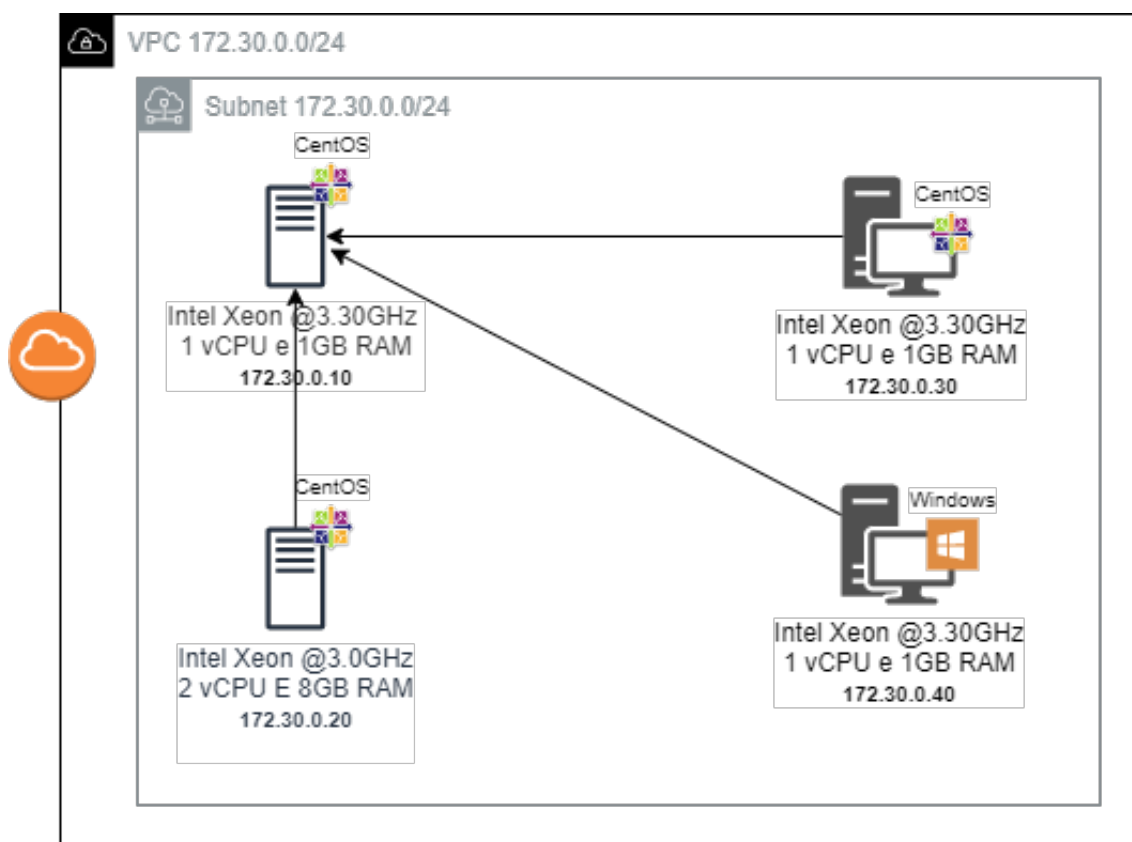 VPC 172.30.0.0/24
Subnet 172.30.0.0/24
CentOS
Intel Xeon @3.30GHz
1 vCPU e 1GB RAM
172.30.0.10
CentOS
Intel Xeon @3.30GHz
1 vCPU e 1GB RAM
172.30.0.30
CentOS
Intel Xeon @3.0GHz
2 vCPU E 8GB RAM
172.30.0.20
Windows
Intel Xeon @3.30GHz
1 vCPU e 1GB RAM
172.30.0.40